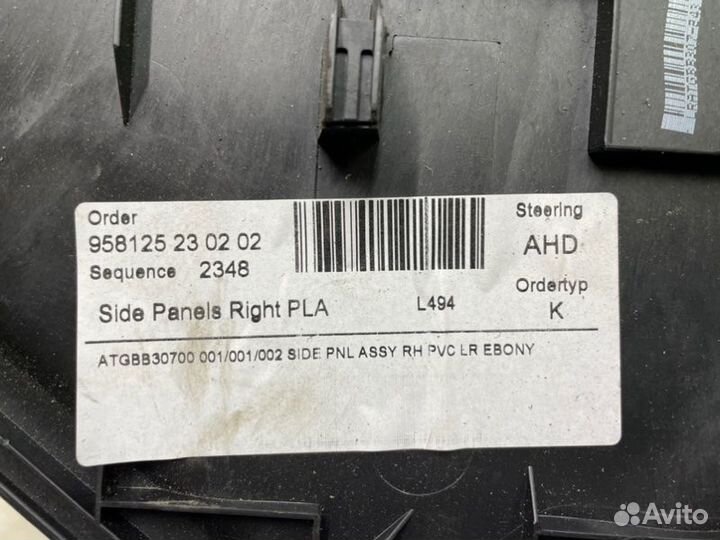 Order
958125 23 02 02
Sequence 2348
Side Panels Right PLA
L494
Steering
AHD
Ordertyp
K
ATGBB30700 001/001/002 SIDE PNL ASSY RH PVC LR EBONY
Avito